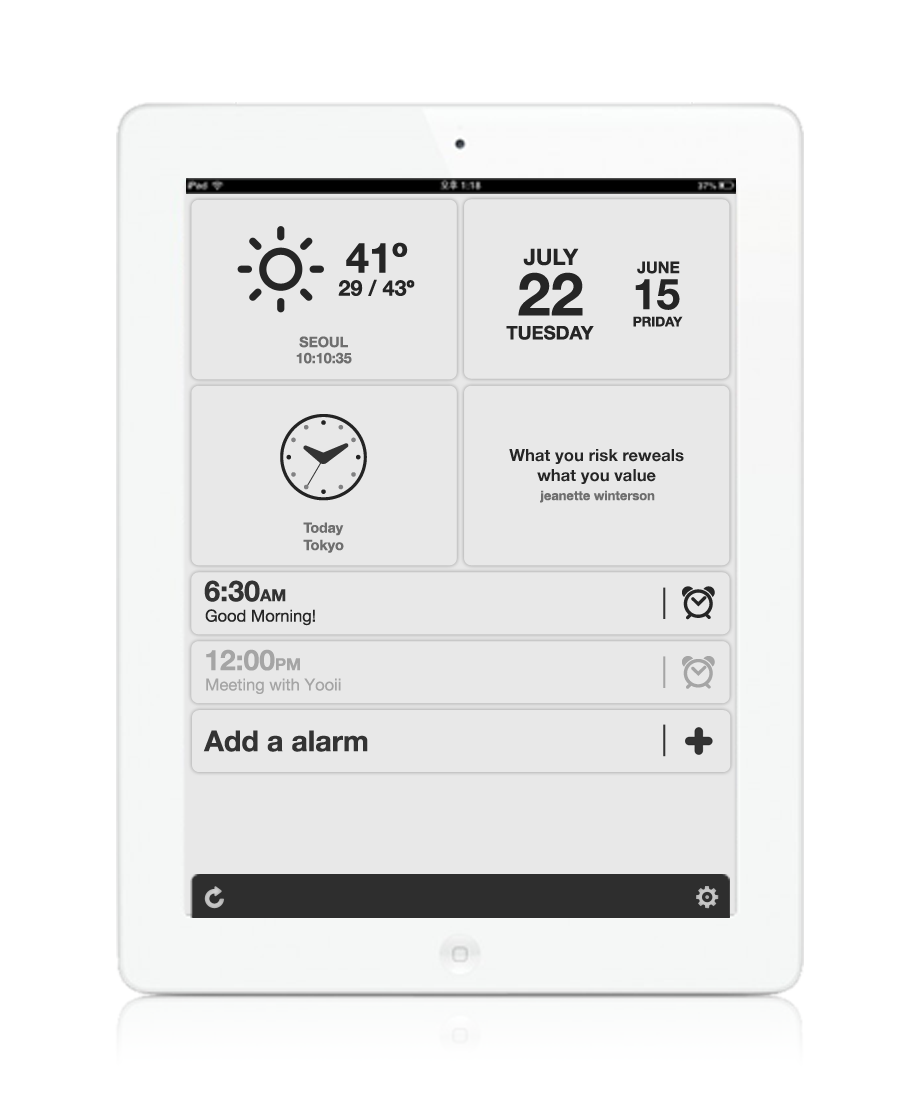 iPad
오후 1:18
37%
41º
29 / 43º
SEOUL
10:10:35
JULY
22
TUESDAY
JUNE
15
PRIDAY
Today
Tokyo
What you risk reweals
what you value
jeanette winterson
6:30AM
Good Morning!
12:00PM
Meeting with Yooii
Add a alarm